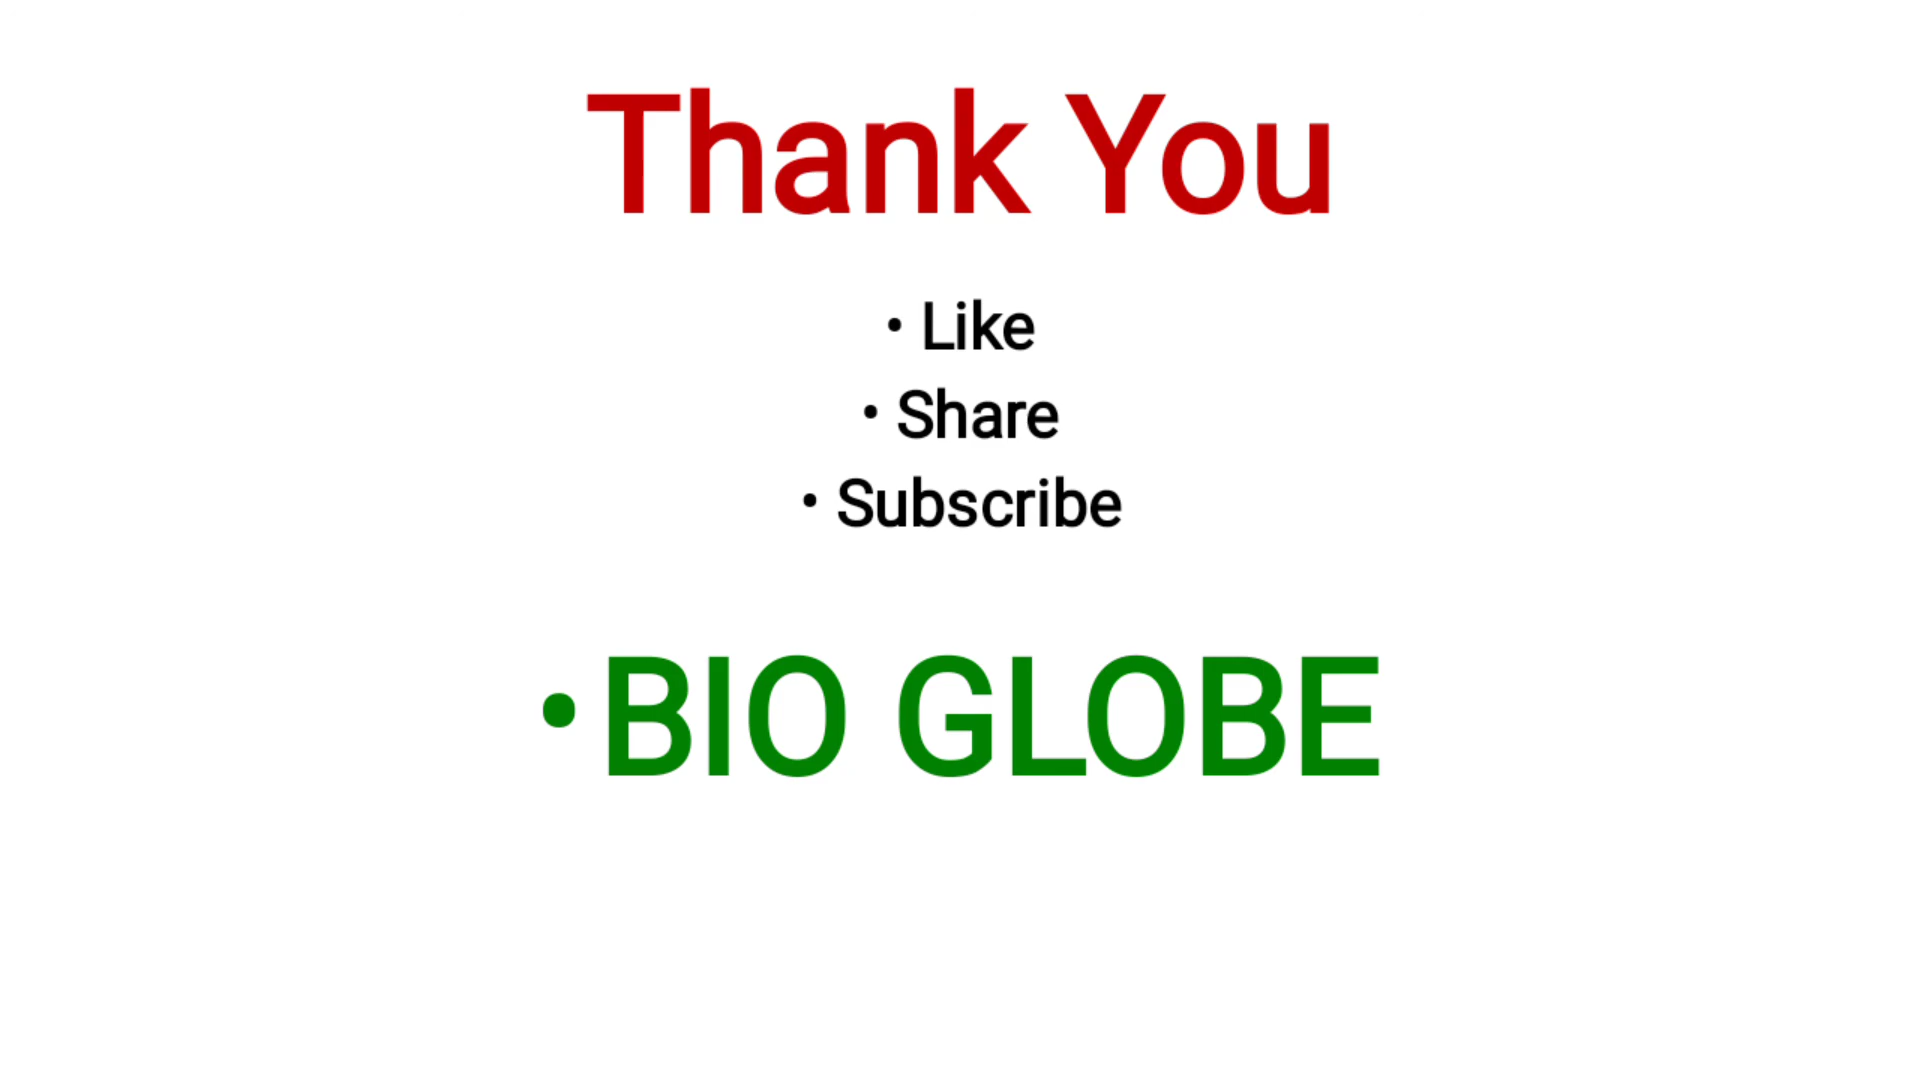 Thank You
• Like
• Share
• Subscribe
• BIO GLOBE